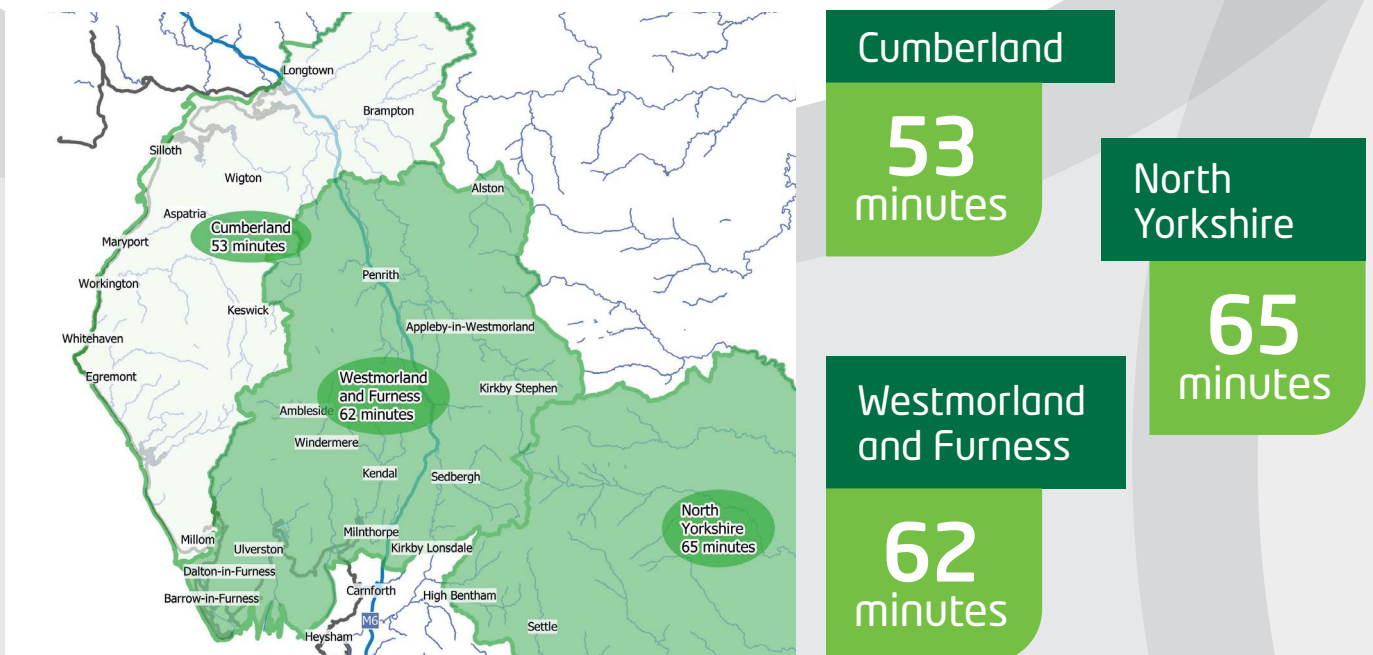 Longtown
Brampton
Silloth
Wigton
Alston
Aspatria
Cumberland
53 minutes
Maryport
Penrith
Workington
Keswick
Appleby-in-Westmorland
Whitehaven
Egremont
Westmorland
and Furness
62 minutes
Kirkby Stephen
Ambleside
Windermere
Kendal
Sedbergh
North
Yorkshire
65 minutes
Millom
Milnthorpe
Ulverston
Kirkby Lonsdale
Dalton-in-Furness
Carnforth
High Bentham
Barrow-in-Furness
M6
Settle
Heysham
Cumberland
53
minutes
North
Yorkshire
65
minutes
Westmorland
and Furness
62
minutes